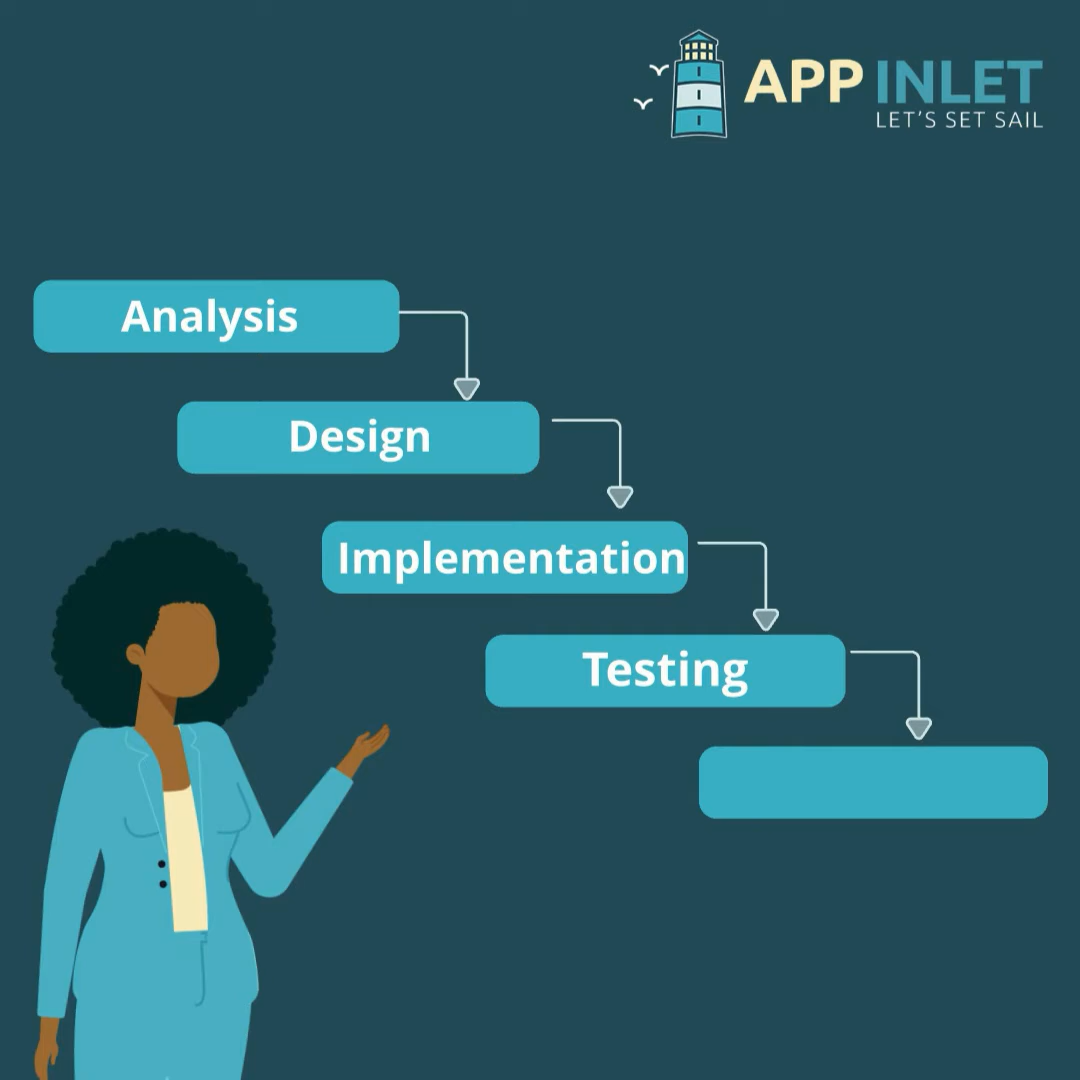 APP INLET
LET'S SET SAIL
Analysis
Design
Implementation
Testing